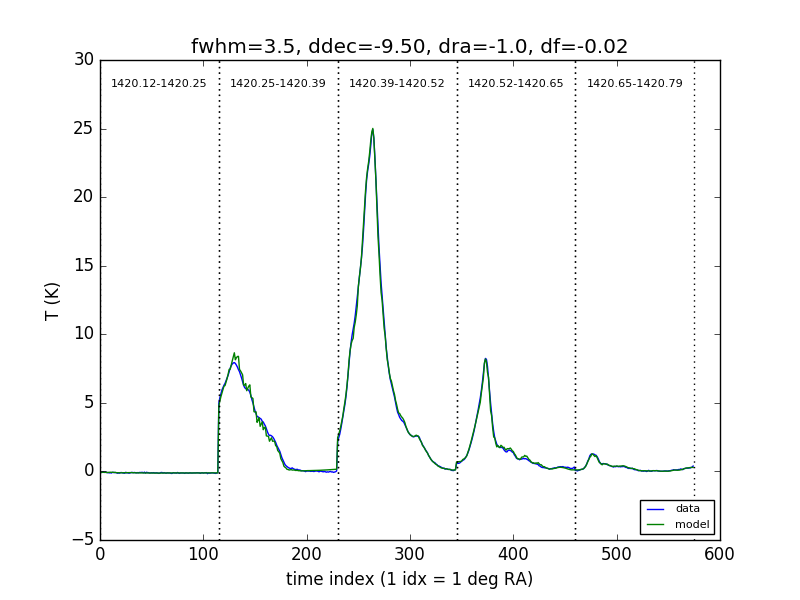 fwhm=3.5, ddec=-9.50, dra=-1.0, df=-0.02
30
1420.12-1420.25 1420.25-1420.39 1420.39-1420.52 1420.52-1420.65 1420.65-1420.79
25
20
15
10
5
0
−5
T (K)
data
model
0 100 200 300 400 500 600
time index (1 idx = 1 deg RA)